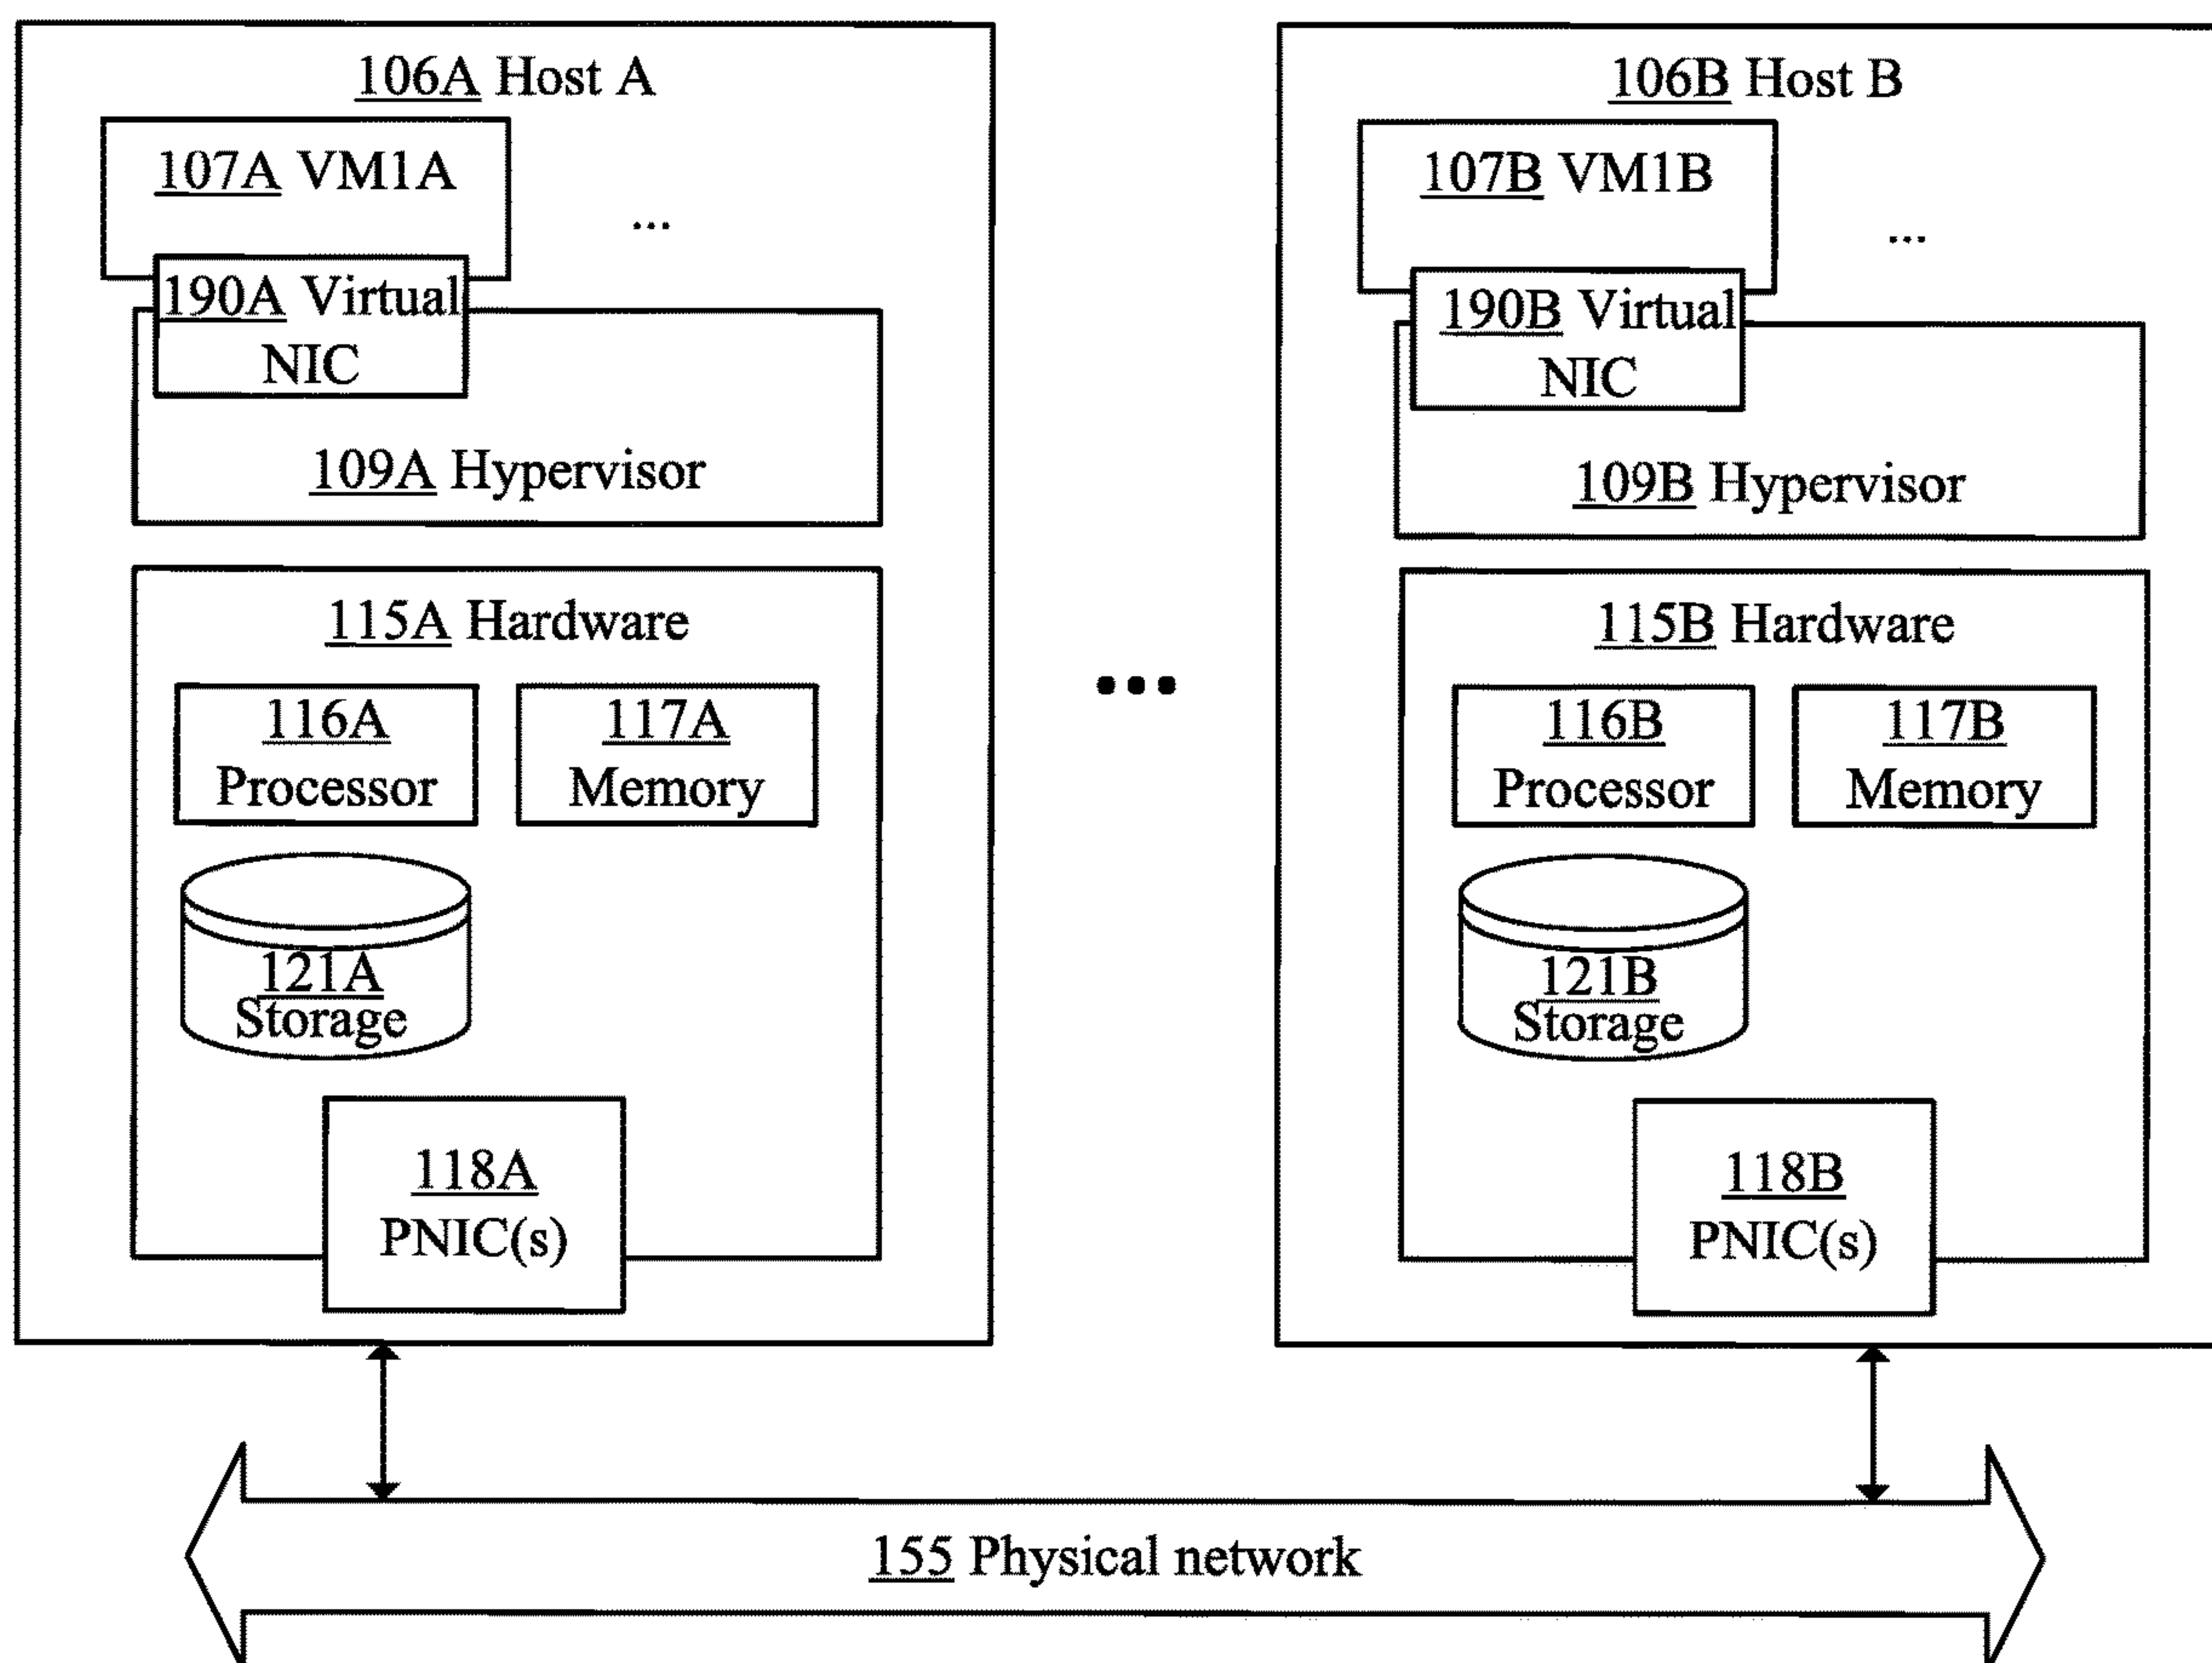 106A Host A
107A VM1A
...
190A Virtual
NIC
109A Hypervisor
115A Hardware
116A
Processor
117A
Memory
121A
Storage
118A
PNIC(s)
...
106B Host B
107B VM1B
...
190B Virtual
NIC
109B Hypervisor
115B Hardware
116B
Processor
117B
Memory
121B
Storage
118B
PNIC(s)
155 Physical network